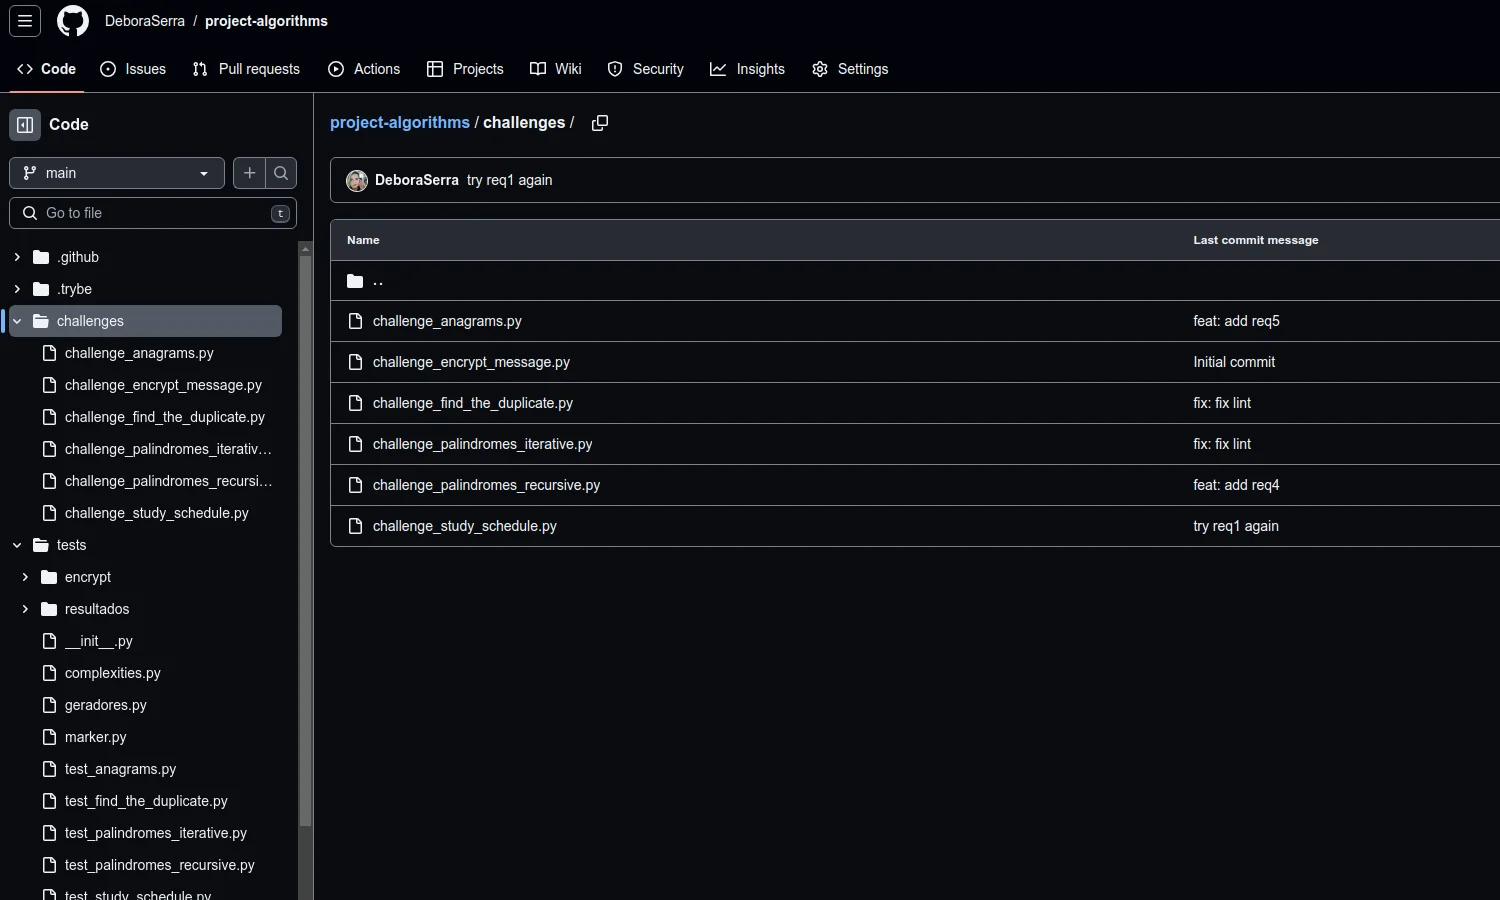 DeboraSerra / project-algorithms
Code Issues Pull requests Actions Projects Wiki Security Insights Settings
Code
main
Go to file t
.github
.trybe
challenges
challenge_anagrams.py
challenge_encrypt_message.py
challenge_find_the_duplicate.py
challenge_palindromes_iterativ…
challenge_palindromes_recursi…
challenge_study_schedule.py
tests
encrypt
resultados
__init__.py
complexities.py
geradores.py
marker.py
test_anagrams.py
test_find_the_duplicate.py
test_palindromes_iterative.py
test_palindromes_recursive.py
test_study_schedule.py
project-algorithms / challenges /
DeboraSerra try req1 again
Name Last commit message
..
challenge_anagrams.py feat: add req5
challenge_encrypt_message.py Initial commit
challenge_find_the_duplicate.py fix: fix lint
challenge_palindromes_iterative.py fix: fix lint
challenge_palindromes_recursive.py feat: add req4
challenge_study_schedule.py try req1 again